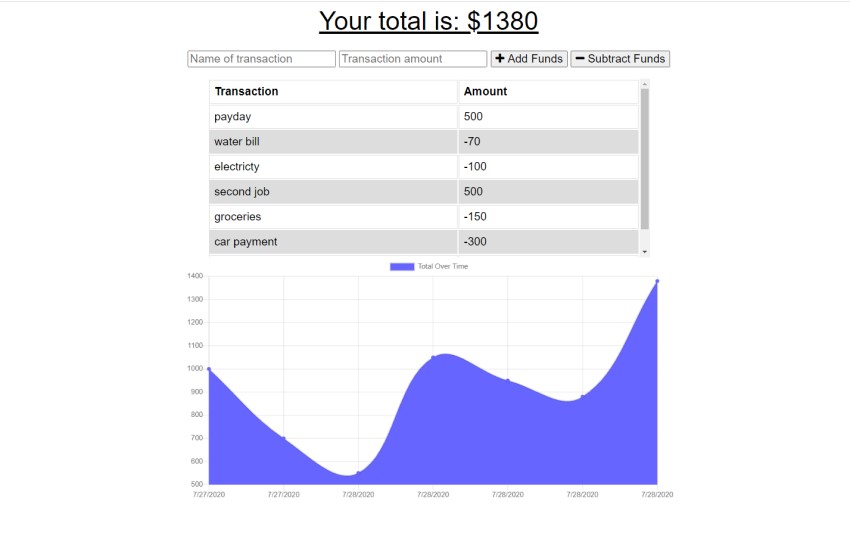 Your total is: $1380
Name of transaction Transaction amount Add Funds Subtract Funds
Transaction Amount
payday 500
water bill -70
electricty -100
second job 500
groceries -150
car payment -300
Total Over Time
1400
1300
1200
1100
1000
900
800
700
600
500
7/27/2020 7/27/2020 7/28/2020 7/28/2020 7/28/2020 7/28/2020 7/28/2020